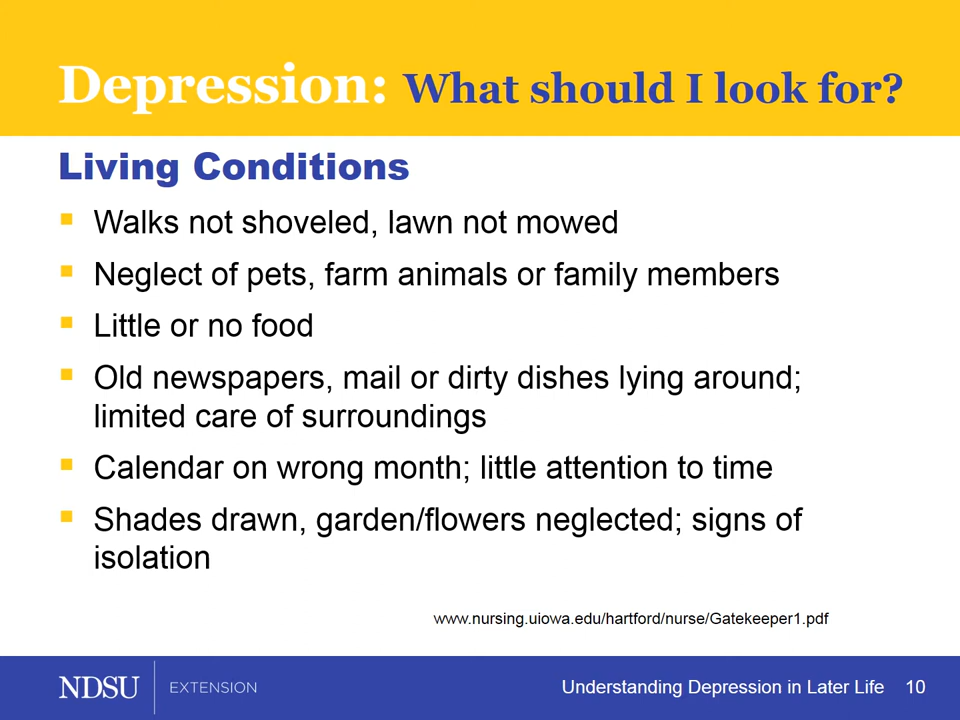 Depression: What should I look for?
Living Conditions
▪ Walks not shoveled, lawn not mowed
▪ Neglect of pets, farm animals or family members
▪ Little or no food
▪ Old newspapers, mail or dirty dishes lying around;
limited care of surroundings
▪ Calendar on wrong month; little attention to time
▪ Shades drawn, garden/flowers neglected; signs of
isolation
www.nursing.uiowa.edu/hartford/nurse/Gatekeeper1.pdf
NDSU EXTENSION Understanding Depression in Later Life 10